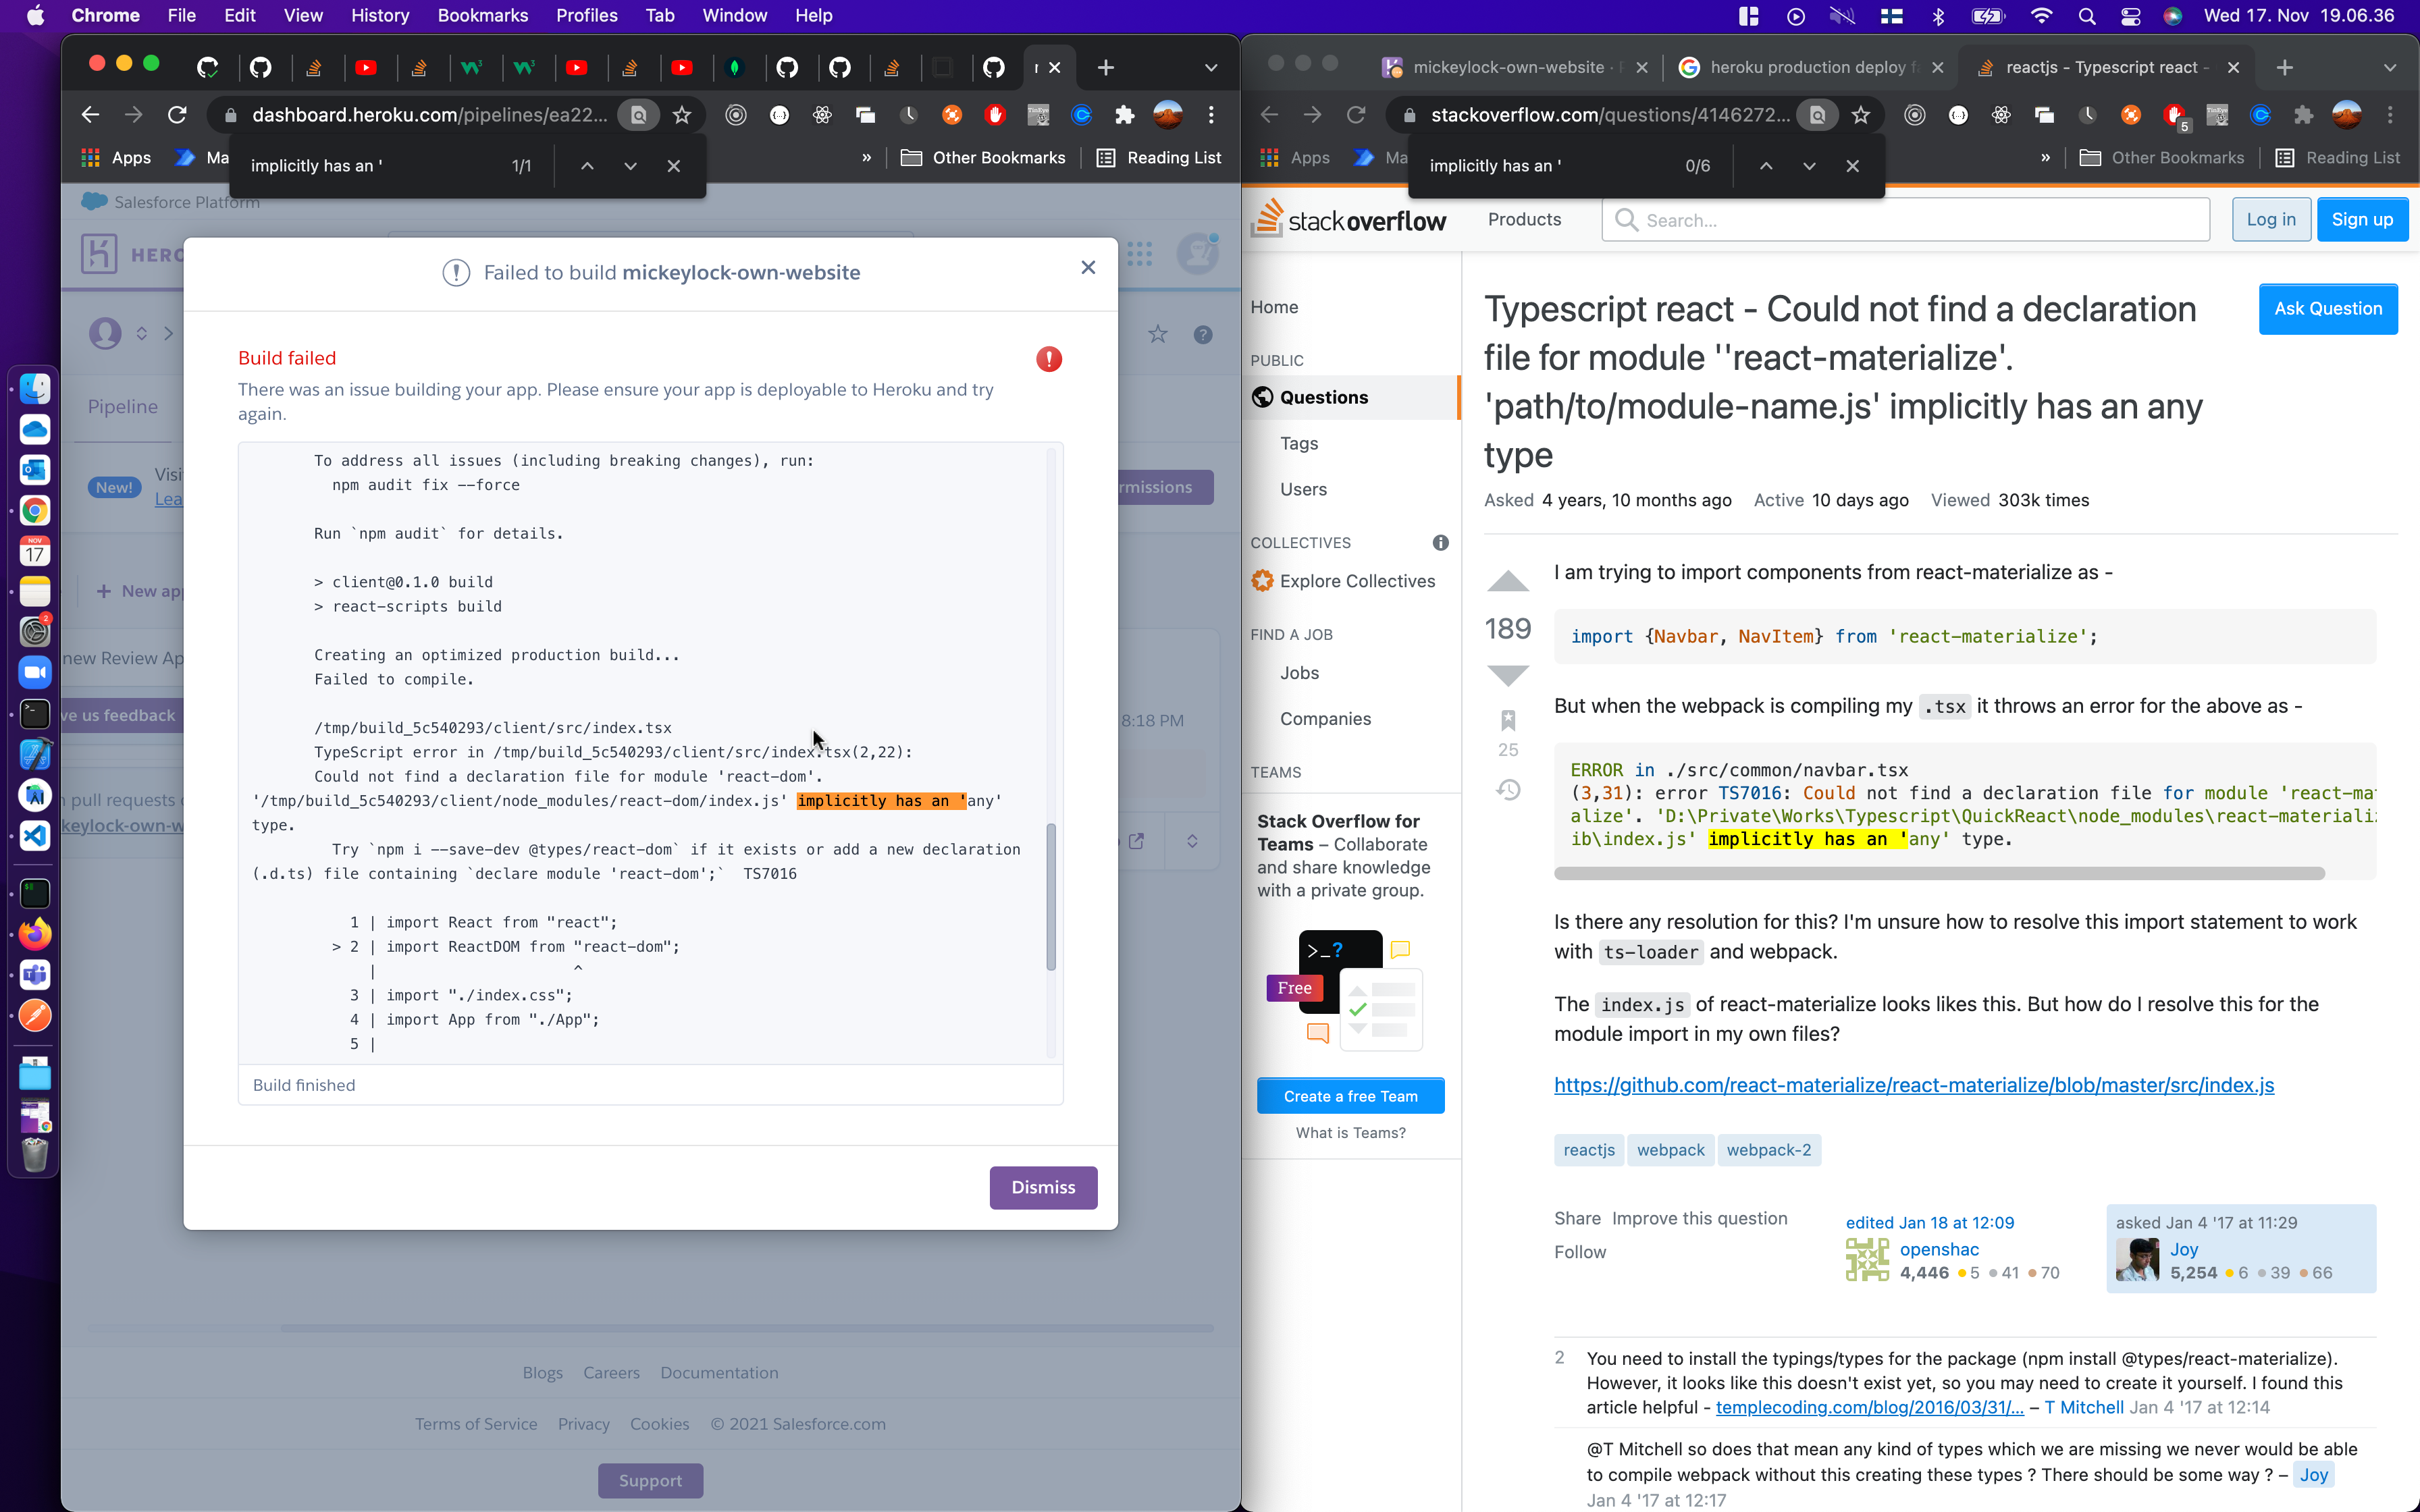 Chrome File Edit View History Bookmarks Profiles Tab Window Help
Wed 17. Nov 19.06.36
dashboard.heroku.com/pipelines/ea22...
Apps
Ma
implicitly has an '
1/1
»
Other Bookmarks
Reading List
Salesforce Platform
HERO
Failed to build mickeylock-own-website
Build failed
There was an issue building your app. Please ensure your app is deployable to Heroku and try
again.
Pipeline
New!
Visi
Lea
rmissions
+ New app
new Review Ap
ve us feedback
8:18 PM
n pull requests
keylock-own-w
To address all issues (including breaking changes), run:
npm audit fix --force
Run `npm audit` for details.
> client@0.1.0 build
> react-scripts build
Creating an optimized production build...
Failed to compile.
/tmp/build_5c540293/client/src/index.tsx
TypeScript error in /tmp/build_5c540293/client/src/index.tsx(2,22):
Could not find a declaration file for module 'react-dom'.
'/tmp/build_5c540293/client/node_modules/react-dom/index.js' implicitly has an 'any'
type.
Try `npm i --save-dev @types/react-dom` if it exists or add a new declaration
(.d.ts) file containing `declare module 'react-dom';`  TS7016
1 | import React from "react";
> 2 | import ReactDOM from "react-dom";
| ^
3 | import "./index.css";
4 | import App from "./App";
5 |
Build finished
Dismiss
Blogs Careers Documentation
Terms of Service Privacy Cookies © 2021 Salesforce.com
Support
NOV
17
2
mickeylock-own-website ·
heroku production deploy f
reactjs - Typescript react -
stackoverflow.com/questions/4146272...
5
Apps
Ma
implicitly has an '
0/6
»
Other Bookmarks
Reading List
stackoverflow
Products
Search...
Log in
Sign up
Home
PUBLIC
Questions
Tags
Users
COLLECTIVES
Explore Collectives
FIND A JOB
Jobs
Companies
TEAMS
Stack Overflow for
Teams – Collaborate
and share knowledge
with a private group.
>_?
Free
Create a free Team
What is Teams?
Typescript react - Could not find a declaration
file for module ''react-materialize'.
'path/to/module-name.js' implicitly has an any
type
Ask Question
Asked 4 years, 10 months ago Active 10 days ago Viewed 303k times
189
25
I am trying to import components from react-materialize as -
import {Navbar, NavItem} from 'react-materialize';
But when the webpack is compiling my .tsx it throws an error for the above as -
ERROR in ./src/common/navbar.tsx
(3,31): error TS7016: Could not find a declaration file for module 'react-mat
alize'. 'D:\Private\Works\Typescript\QuickReact\node_modules\react-materiali
ib\index.js' implicitly has an 'any' type.
Is there any resolution for this? I'm unsure how to resolve this import statement to work
with ts-loader and webpack.
The index.js of react-materialize looks likes this. But how do I resolve this for the
module import in my own files?
https://github.com/react-materialize/react-materialize/blob/master/src/index.js
reactjs webpack webpack-2
Share Improve this question
Follow
edited Jan 18 at 12:09
openshac
4,446 5 41 70
asked Jan 4 '17 at 11:29
Joy
5,254 6 39 66
2
You need to install the typings/types for the package (npm install @types/react-materialize).
However, it looks like this doesn't exist yet, so you may need to create it yourself. I found this
article helpful - templecoding.com/blog/2016/03/31/... – T Mitchell Jan 4 '17 at 12:14
@T Mitchell so does that mean any kind of types which we are missing we never would be able
to compile webpack without this creating these types ? There should be some way ? – Joy
Jan 4 '17 at 12:17